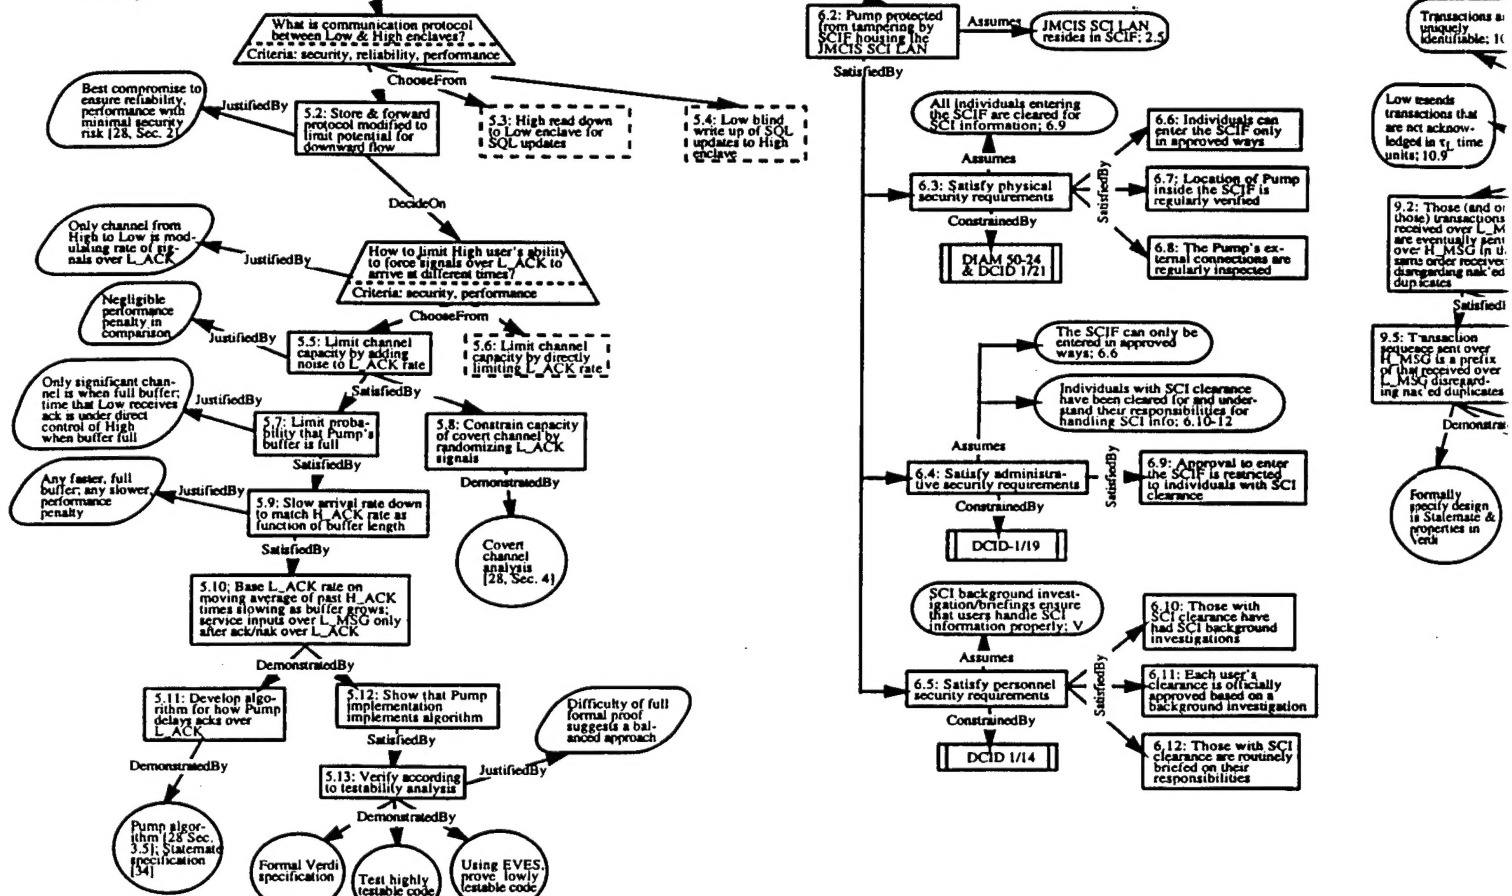 What is communication protocol
between Low & High enclaves?
Criteria: security, reliability, performance
ChooseFrom
Best compromise to
ensure reliability,
performance with
minimal security
risk [28, Sec. 2]
JustifiedBy
5.2: Store & forward
protocol modified to
limit potential for
downward flow
5.3: High read down
to Low enclave for
SQL updates
5.4: Low blind
write up of SQL
updates to High
enclave
DecideOn
Only channel from
High to Low is mod-
ulating rate of sig-
nals over L_ACK
JustifiedBy
How to limit High user's ability
to force signals over L_ACK to
arrive at different times?
Criteria: security, performance
ChooseFrom
Negligible
performance
penalty in
comparison
JustifiedBy
5.5: Limit channel
capacity by adding
noise to L_ACK rate
5.6: Limit channel
capacity by directly
limiting L_ACK rate
SatisfiedBy
Only significant chan-
nel is when full buffer;
time that Low receives
ack is under direct
control of High
when buffer full
JustifiedBy
5.7: Limit proba-
bility that Pump's
buffer is full
5.8: Constrain capacity
of covert channel by
randomizing L_ACK
signals
SatisfiedBy
DemonstratedBy
Any faster, full
buffer; any slower,
performance
penalty
JustifiedBy
5.9: Slow arrival rate down
to match H_ACK rate as
function of buffer length
Covert
channel
analysis
[28, Sec. 4]
SatisfiedBy
5.10: Base L_ACK rate on
moving average of past H_ACK
times slowing as buffer grows;
service inputs over L_MSG only
after ack/nak over L_ACK
DemonstratedBy
5.11: Develop algo-
rithm for how Pump
delays acks over
L_ACK
5.12: Show that Pump
implementation
implements algorithm
Difficulty of full
formal proof
suggests a bal-
anced approach
SatisfiedBy
DemonstratedBy
5.13: Verify according
to testability analysis
JustifiedBy
DemonstratedBy
Pump algor-
ithm [28 Sec.
3.5]; Statemate
specification
[34]
Formal Verdi
specification
Test highly
testable code
Using EVES,
prove lowly
testable code
6.2: Pump protected
from tampering by
SCIF housing the
JMCIS SCI LAN
Assumes
JMCIS SCI LAN
resides in SCIF; 2.5
SatisfiedBy
All individuals entering
the SCIF are cleared for
SCI information; 6.9
Assumes
6.3: Satisfy physical
security requirements
ConstrainedBy
DIAM 50-24
& DCID 1/21
SatisfiedBy
6.6: Individuals can
enter the SCIF only
in approved ways
6.7: Location of Pump
inside the SCIF is
regularly verified
6.8: The Pump's ex-
ternal connections are
regularly inspected
The SCIF can only be
entered in approved
ways; 6.6
Individuals with SCI clearance
have been cleared for and under-
stand their responsibilities for
handling SCI info; 6.10-12
Assumes
6.4: Satisfy administra-
tive security requirements
ConstrainedBy
DCID-1/19
SatisfiedBy
6.9: Approval to enter
the SCIF is restricted
to individuals with SCI
clearance
SCI background invest-
igation/briefings ensure
that users handle SCI
information properly; V
Assumes
6.5: Satisfy personnel
security requirements
ConstrainedBy
DCID 1/14
SatisfiedBy
6.10: Those with
SCI clearance have
had SCI background
investigations
6.11: Each user's
clearance is officially
approved based on a
background investigation
6.12: Those with SCI
clearance are routinely
briefed on their
responsibilities
Transactions
uniquely
identifiable;
Low resends
transactions that
are not acknow-
ledged in τL time
units; 10.9
9.2: Those (and
those) transactions
received over
are eventually sent
over H_MSG in
same order
disregarding nak'ed
duplicates
9.5: Transaction
sequence sent over
H_MSG is a prefix
of that received over
L_MSG disregard-
ing nak'ed duplicates
Formally
specify design
is Statemate &
properties in
Verdi